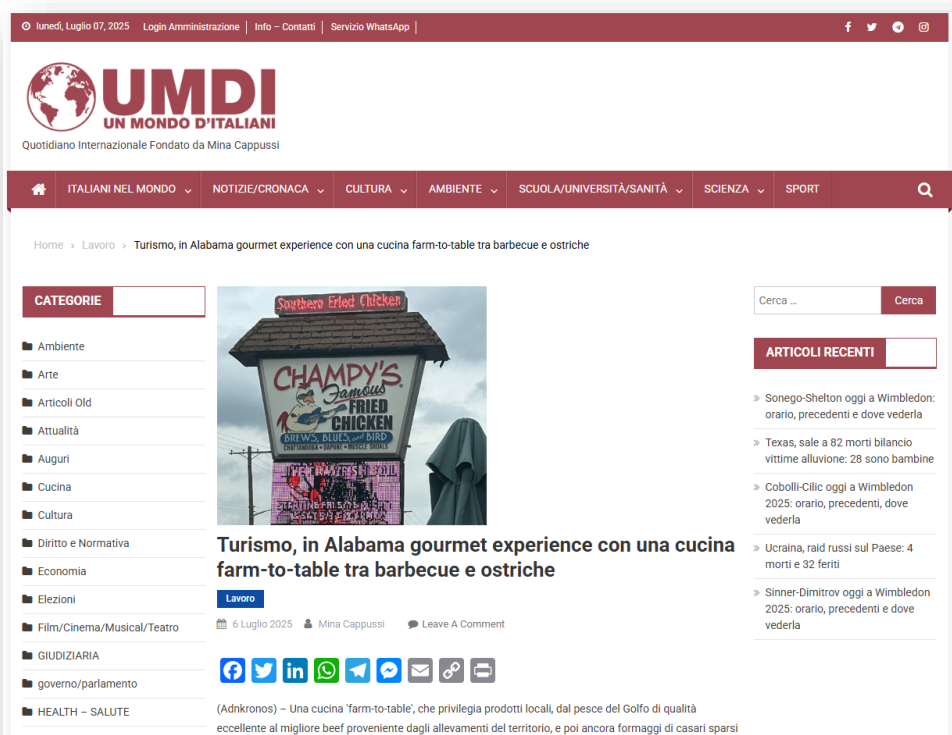 lunedì, Luglio 07, 2025 Login Amministrazione Info – Contatti Servizio WhatsApp
UMDI
UN MONDO D'ITALIANI
Quotidiano Internazionale Fondato da Mina Cappussi
ITALIANI NEL MONDO NOTIZIE/CRONACA CULTURA AMBIENTE SCUOLA/UNIVERSITÀ/SANITÀ SCIENZA SPORT
Home › Lavoro › Turismo, in Alabama gourmet experience con una cucina farm-to-table tra barbecue e ostriche
CATEGORIE
Ambiente
Arte
Articoli Old
Attualità
Auguri
Cucina
Cultura
Diritto e Normativa
Economia
Elezioni
Film/Cinema/Musical/Teatro
GIUDIZIARIA
governo/parlamento
HEALTH – SALUTE
Southern Fried Chicken
CHAMPY'S
Famous
FRIED
CHICKEN
BREWS, BLUES, and BIRD
CHATTANOOGA • DAPHNE • MUSCLE SHOALS
Turismo, in Alabama gourmet experience con una cucina
farm-to-table tra barbecue e ostriche
Lavoro
6 Luglio 2025 Mina Cappussi Leave A Comment
(Adnkronos) – Una cucina 'farm-to-table', che privilegia prodotti locali, dal pesce del Golfo di qualità
eccellente al migliore beef proveniente dagli allevamenti del territorio, e poi ancora formaggi di casari sparsi
Cerca ... Cerca
ARTICOLI RECENTI
Sonego-Shelton oggi a Wimbledon:
orario, precedenti e dove vederla
Texas, sale a 82 morti bilancio
vittime alluvione: 28 sono bambine
Cobolli-Cilic oggi a Wimbledon
2025: orario, precedenti, dove
vederla
Ucraina, raid russi sul Paese: 4
morti e 32 feriti
Sinner-Dimitrov oggi a Wimbledon
2025: orario, precedenti e dove
vederla